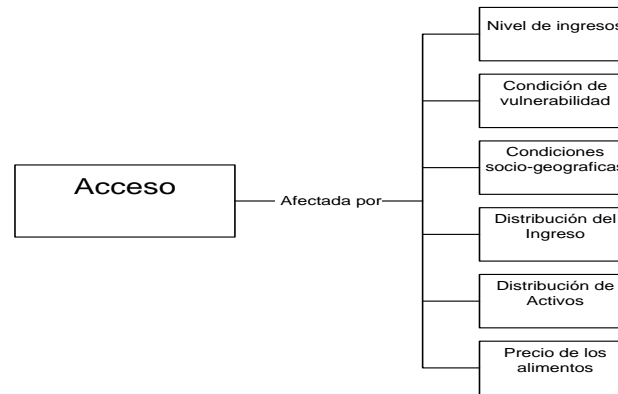 Acceso
Afectada por
Nivel de ingresos
Condición de
vulnerabilidad
Condiciones
socio-geograficas
Distribución del
Ingreso
Distribución de
Activos
Precio de los
alimentos